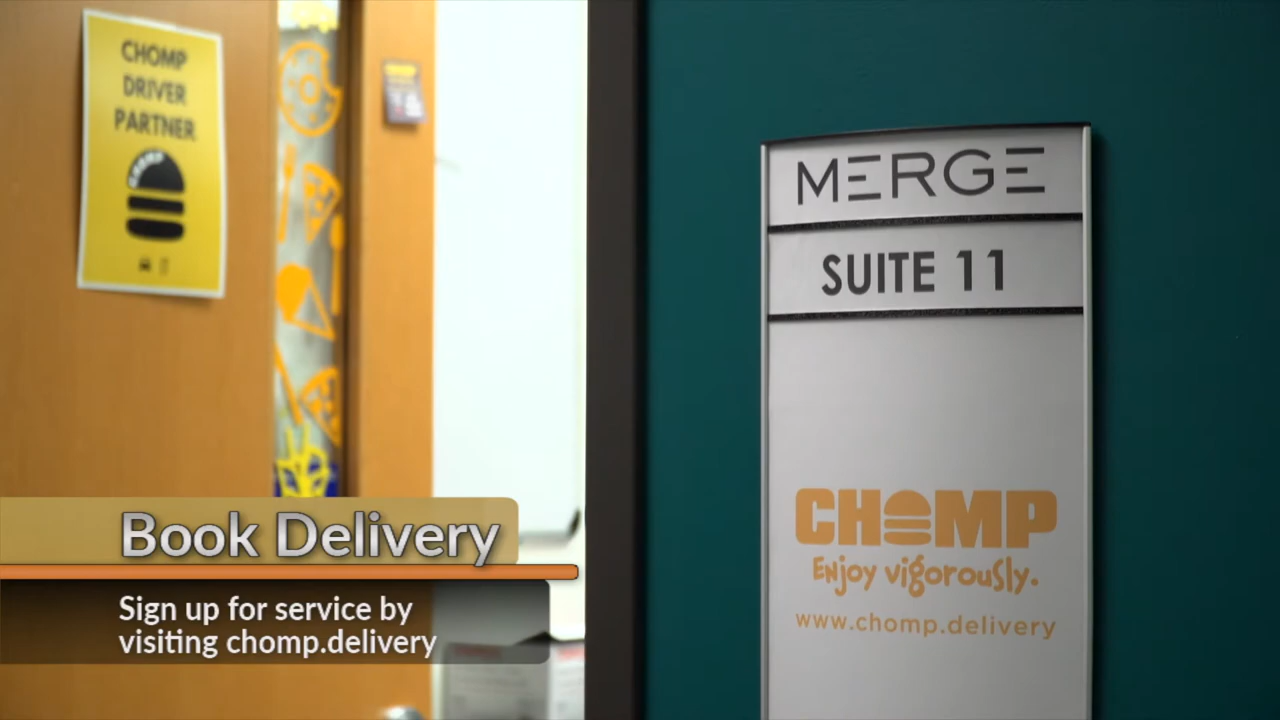 CHOMP
DRIVER
PARTNER
CHOMP
MERGE
SUITE 11
CHOMP
Enjoy vigorously.
www.chomp.delivery
Book Delivery
Sign up for service by
visiting chomp.delivery